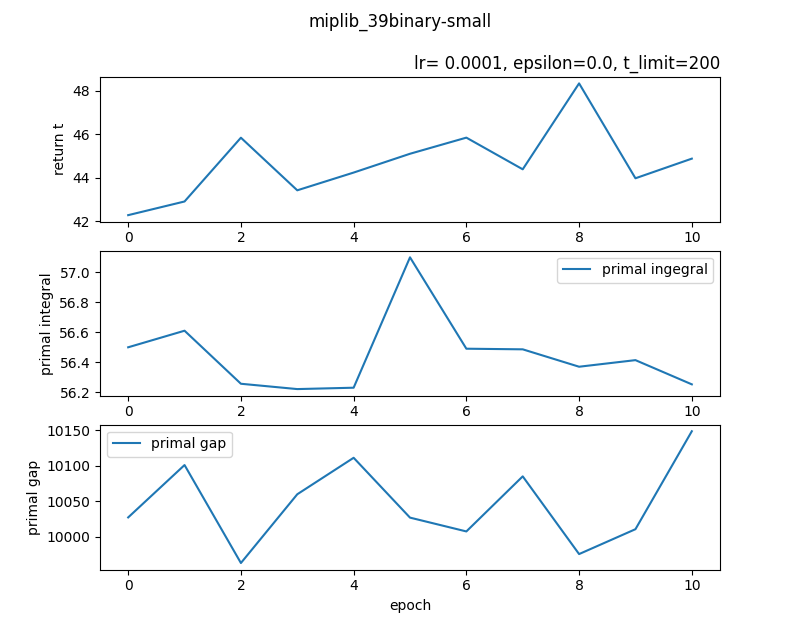 miplib_39binary-small
lr= 0.0001, epsilon=0.0, t_limit=200
return t
48
46
44
42
0 2 4 6 8 10
primal integral
57.0
56.8
56.6
56.4
56.2
primal ingegral
0 2 4 6 8 10
primal gap
10150
10100
10050
10000
primal gap
0 2 4 6 8 10
epoch